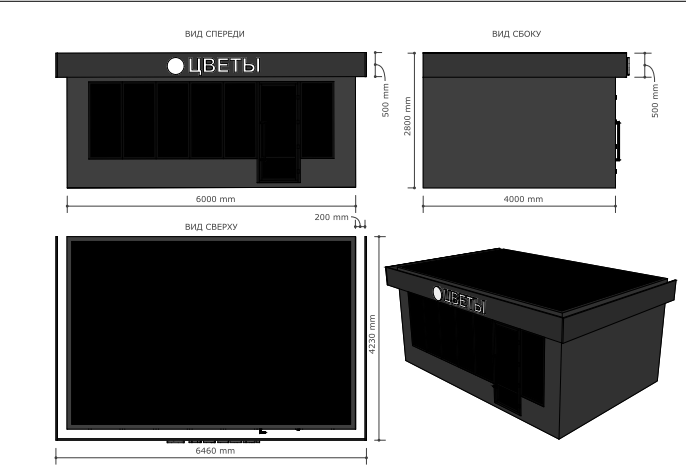 ВИД СПЕРЕДИ
ВИД СБОКУ
ЦВЕТЫ
500 mm
2800 mm
500 mm
6000 mm
4000 mm
200 mm
ВИД СВЕРХУ
ЦВЕТЫ
4230 mm
6460 mm